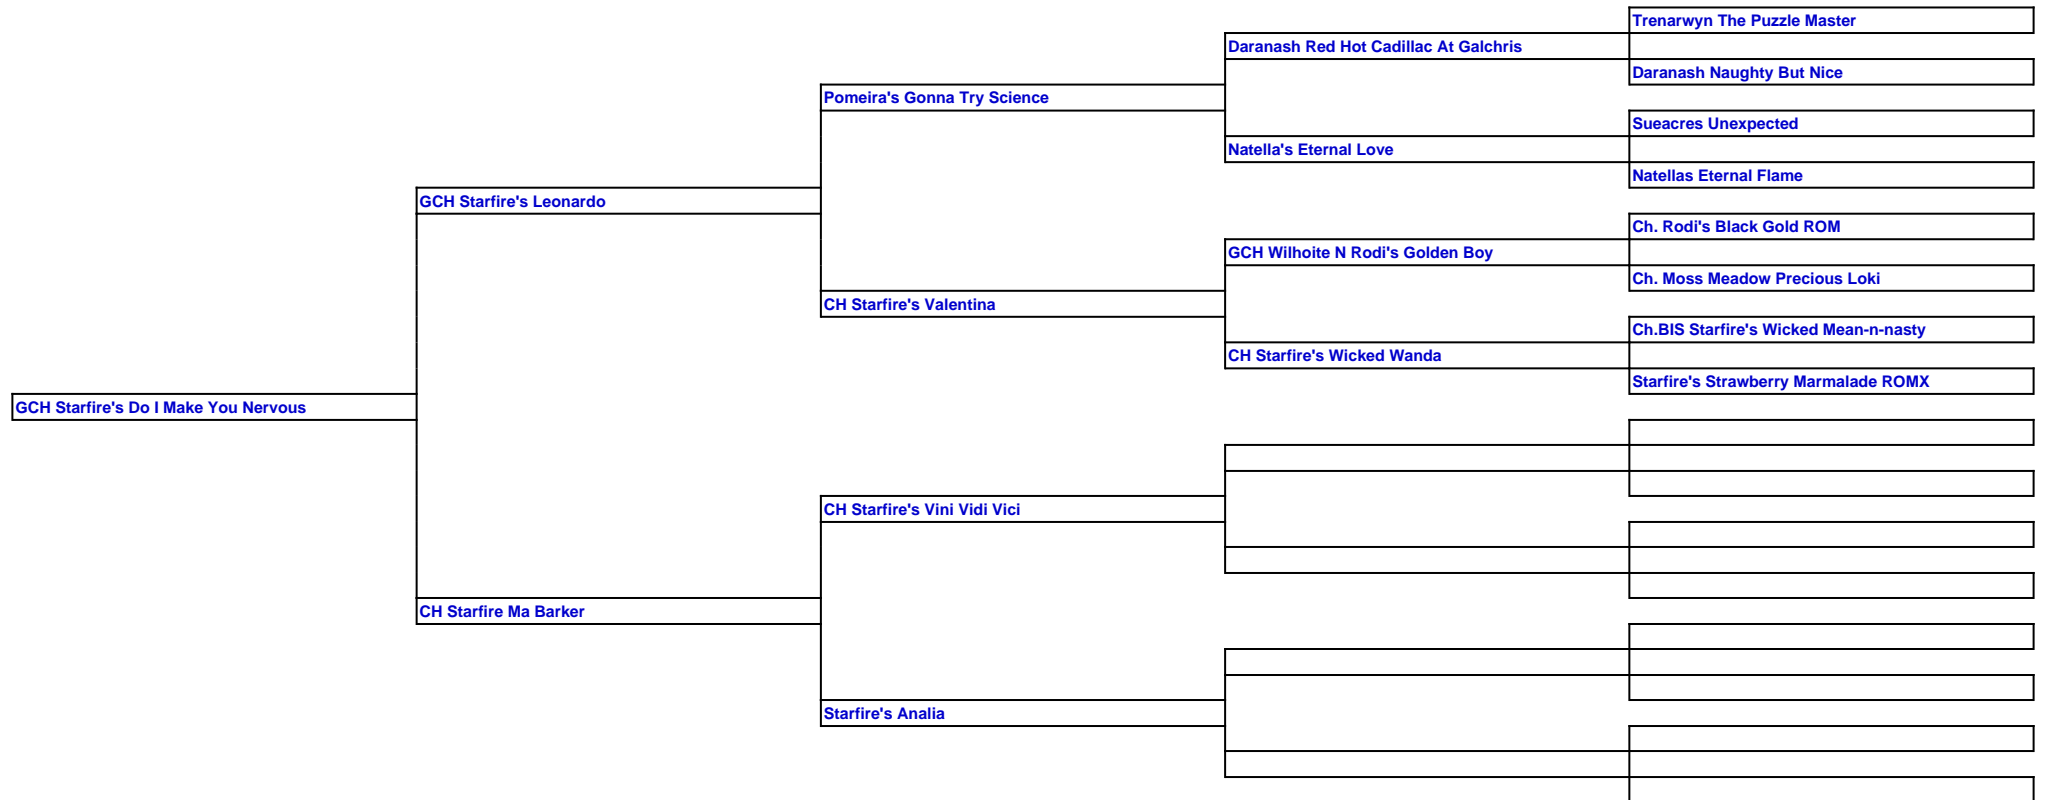 Trenarwyn The Puzzle Master
Daranash Red Hot Cadillac At Galchris
Daranash Naughty But Nice
Pomeira's Gonna Try Science
Sueacres Unexpected
Natella's Eternal Love
Natellas Eternal Flame
GCH Starfire's Leonardo
Ch. Rodi's Black Gold ROM
GCH Wilhoite N Rodi's Golden Boy
Ch. Moss Meadow Precious Loki
CH Starfire's Valentina
Ch.BIS Starfire's Wicked Mean-n-nasty
CH Starfire's Wicked Wanda
Starfire's Strawberry Marmalade ROMX
GCH Starfire's Do I Make You Nervous
CH Starfire's Vini Vidi Vici
CH Starfire Ma Barker
Starfire's Analia